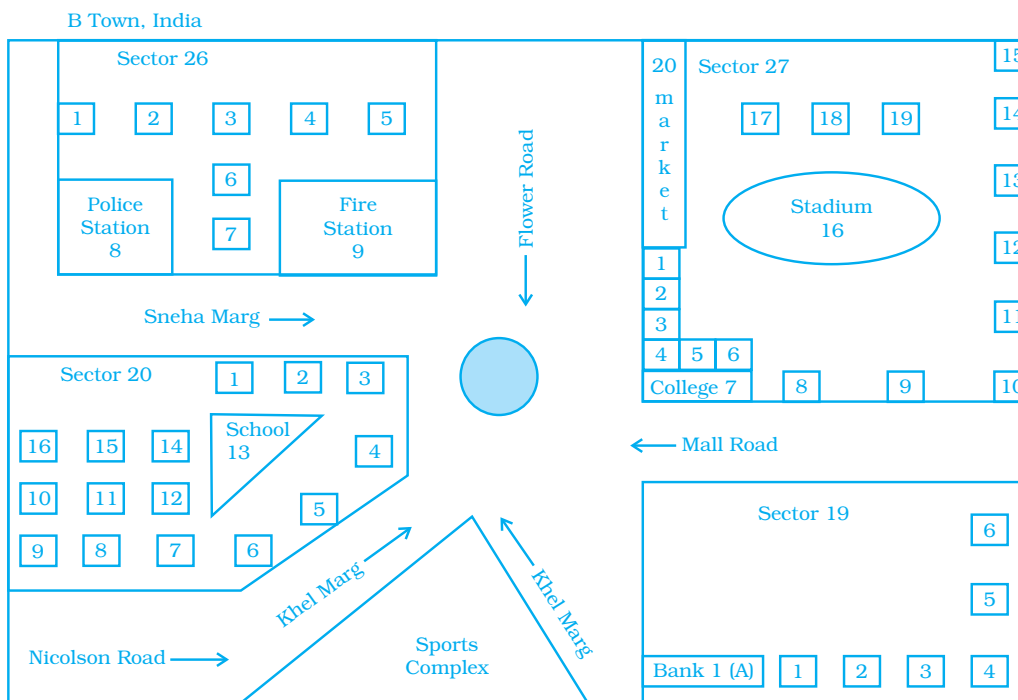 B Town, India
Sector 26
1 2 3 4 5
6
7
Police
Station
8
Fire
Station
9
Flower Road
Sneha Marg
20
m
a
r
k
e
t
Sector 27
17 18 19
Stadium
16
15
14
13
12
11
10
1
2
3
4 5 6
College 7
8 9
Sector 20
1 2 3
School
13
4
5
16 15 14
10 11 12
9 8 7 6
Mall Road
Khel Marg
Khel Marg
Nicolson Road
Sports
Complex
Sector 19
6
5
Bank 1 (A) 1 2 3 4